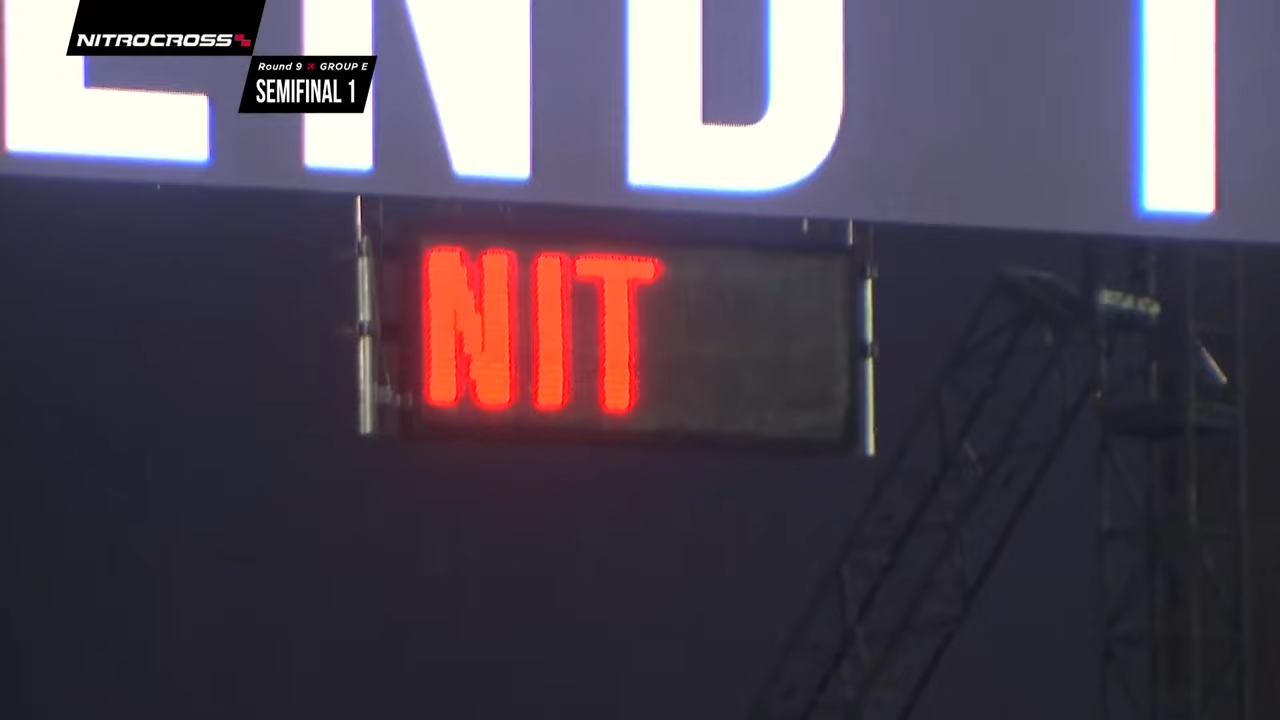 NITROCROSS
Round 9 GROUP E
SEMIFINAL 1
END
NIT